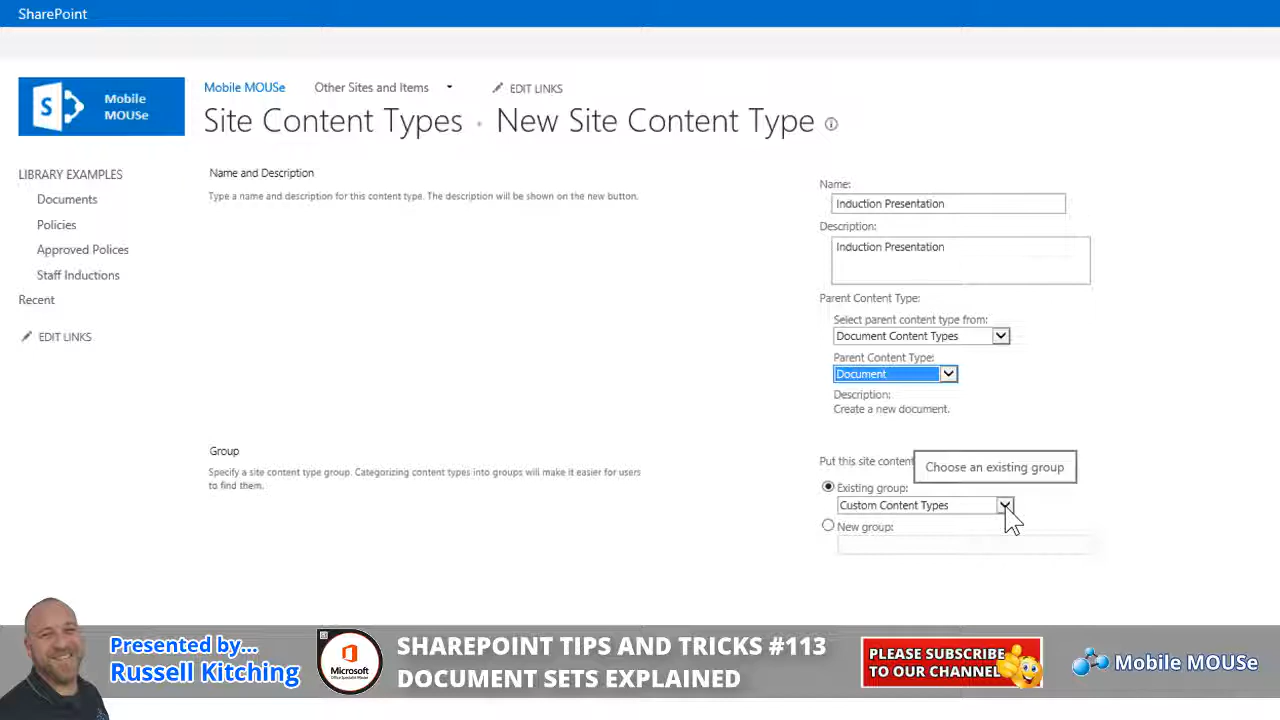 SharePoint
Mobile MOUSe
Mobile MOUSe Other Sites and Items EDIT LINKS
Site Content Types New Site Content Type
LIBRARY EXAMPLES
Documents
Policies
Approved Polices
Staff Inductions
Recent
EDIT LINKS
Name and Description
Type a name and description for this content type. The description will be shown on the new button.
Name:
Induction Presentation
Description:
Induction Presentation
Parent Content Type:
Select parent content type from:
Document Content Types
Parent Content Type:
Document
Description:
Create a new document.
Group
Specify a site content type group. Categorizing content types into groups will make it easier for users
to find them.
Put this site content
Choose an existing group
Existing group:
Custom Content Types
New group:
Presented by...
Russell Kitching
Microsoft
Office Specialist Master
SHAREPOINT TIPS AND TRICKS #113
DOCUMENT SETS EXPLAINED
PLEASE SUBSCRIBE
TO OUR CHANNEL
Mobile MOUSe